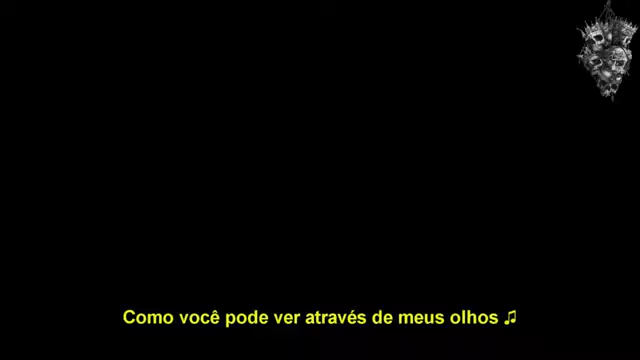 Como você pode ver através de meus olhos ♫